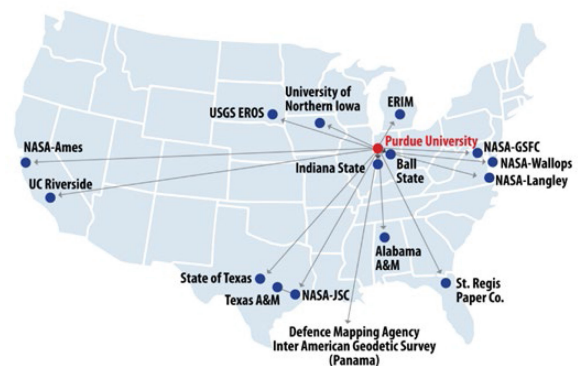 University of
Northern Iowa
ERIM
USGS EROS
Purdue University
NASA-GSFC
NASA-Ames
NASA-Wallops
Indiana State
Ball
State
UC Riverside
NASA-Langley
Alabama
A&M
State of Texas
St. Regis
Paper Co.
Texas A&M
NASA-JSC
Defence Mapping Agency
Inter American Geodetic Survey
(Panama)